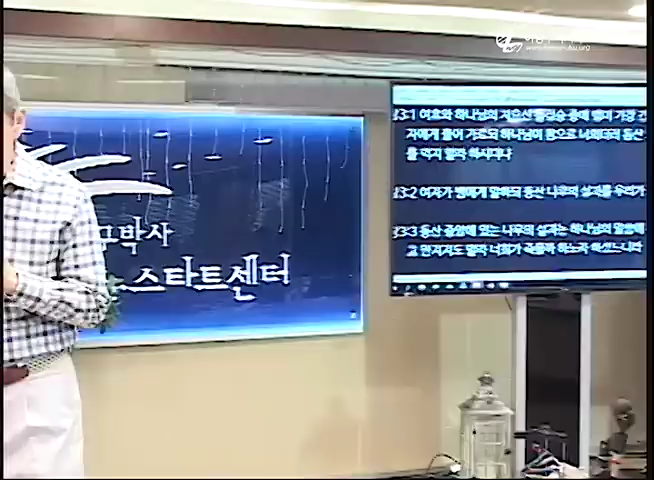 구박사
스타트센터
3:1 여호와 하나님의 지으신 들짐승 중에 뱀이 가장 간
자에게 물어 가로되 하나님이 참으로 너희더러 동산
를 먹지 말라 하시더냐
3:2 여자가 뱀에게 말하되 동산 나무의 실과를 우리가
3:3 동산 중앙에 있는 나무의 실과는 하나님의 말씀에
고 만지지도 말라 너희가 죽을까 하노라 하셨느니라